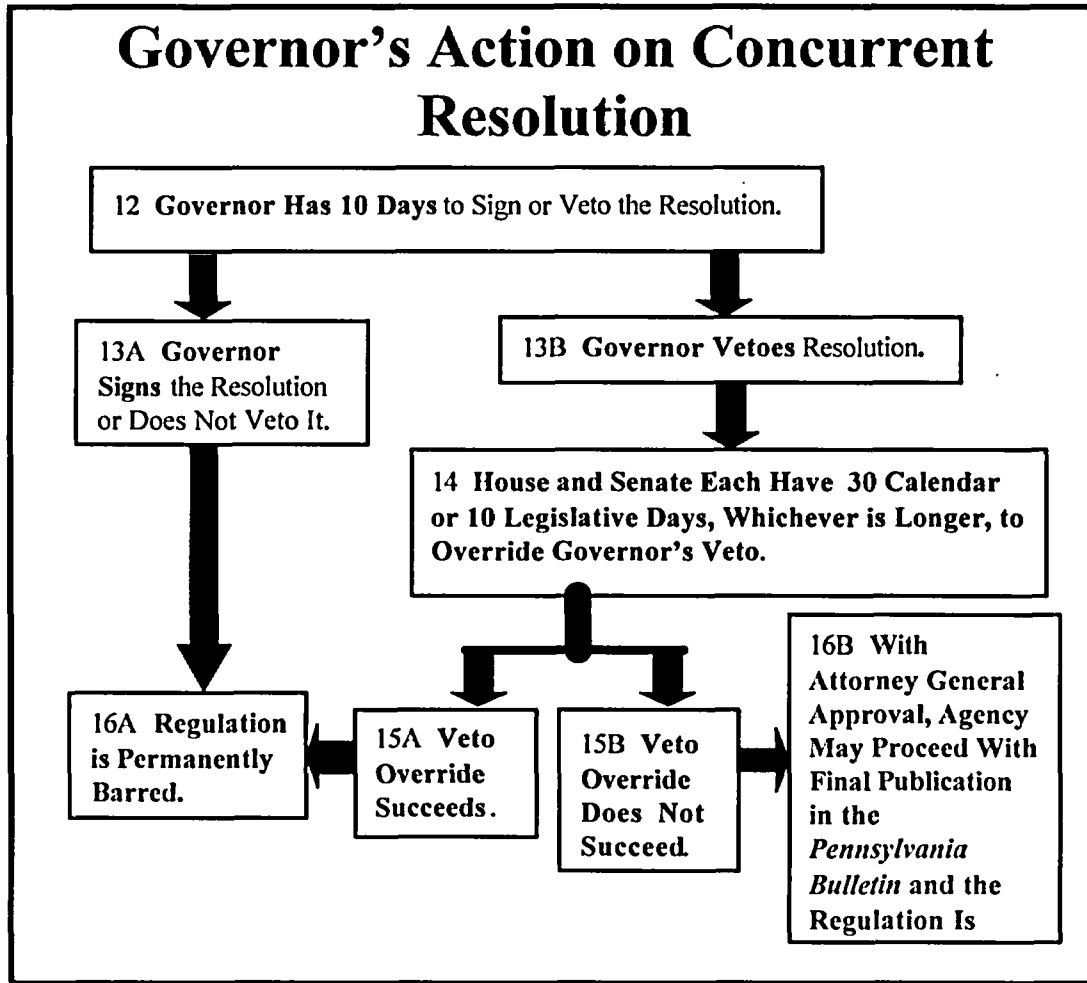 Governor's Action on Concurrent
Resolution
12 Governor Has 10 Days to Sign or Veto the Resolution.
13A Governor
Signs the Resolution
or Does Not Veto It.
13B Governor Vetoes Resolution.
14 House and Senate Each Have 30 Calendar
or 10 Legislative Days, Whichever is Longer, to
Override Governor's Veto.
16A Regulation
is Permanently
Barred.
15A Veto
Override
Succeeds.
15B Veto
Override
Does Not
Succeed.
16B With
Attorney General
Approval, Agency
May Proceed With
Final Publication
in the
Pennsylvania
Bulletin and the
Regulation Is